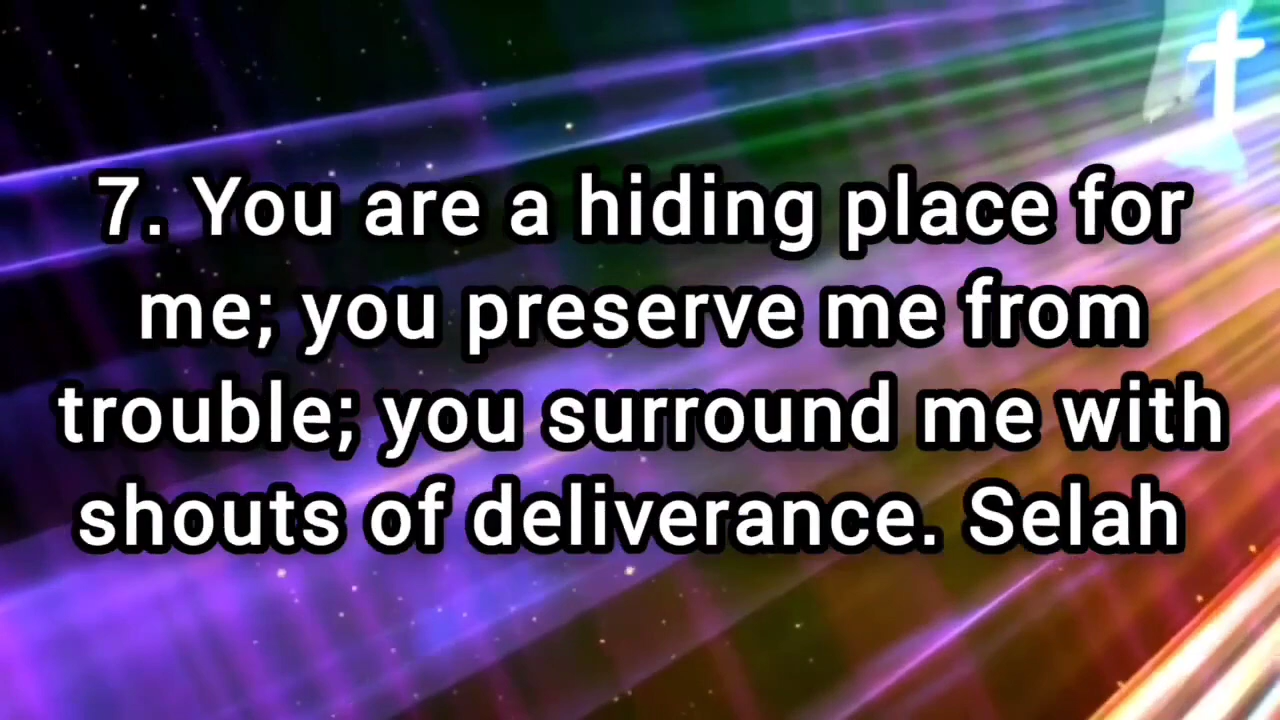 7. You are a hiding place for
me; you preserve me from
trouble; you surround me with
shouts of deliverance. Selah